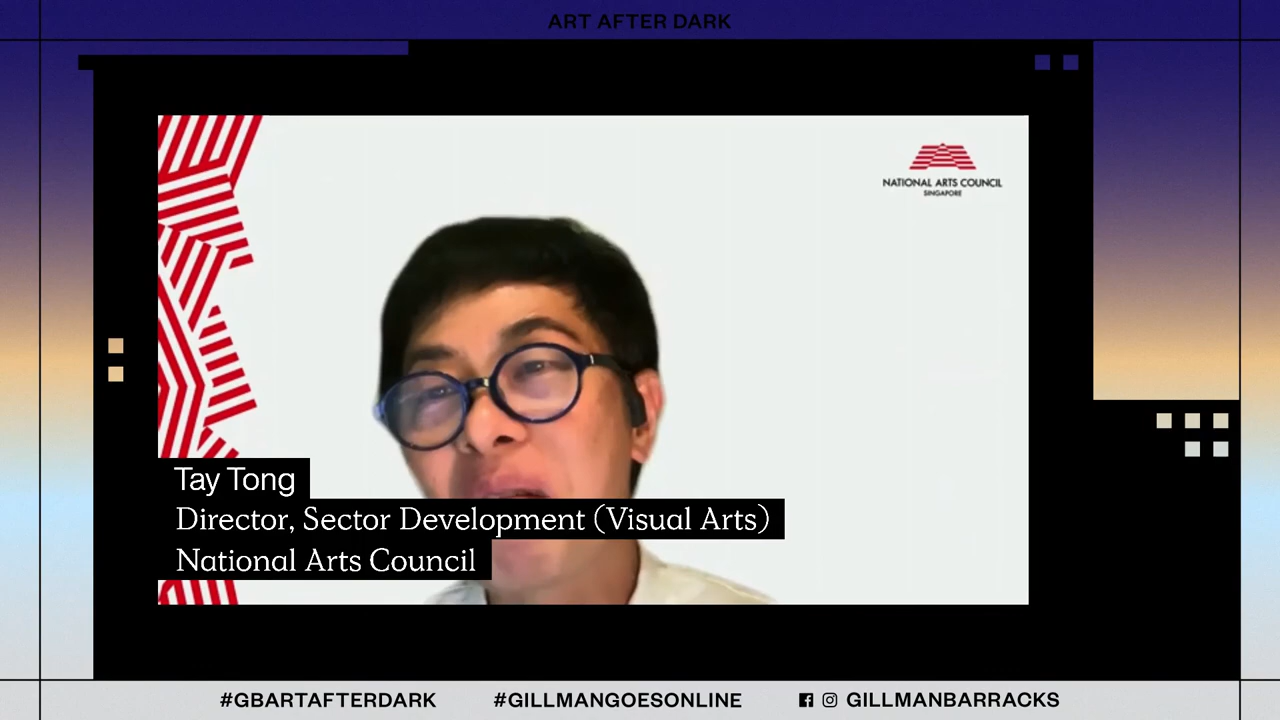 ART AFTER DARK
NATIONAL ARTS COUNCIL
SINGAPORE
Tay Tong
Director, Sector Development (Visual Arts)
National Arts Council
#GBARTAFTERDARK #GILLMANGOESONLINE GILLMANBARRACKS